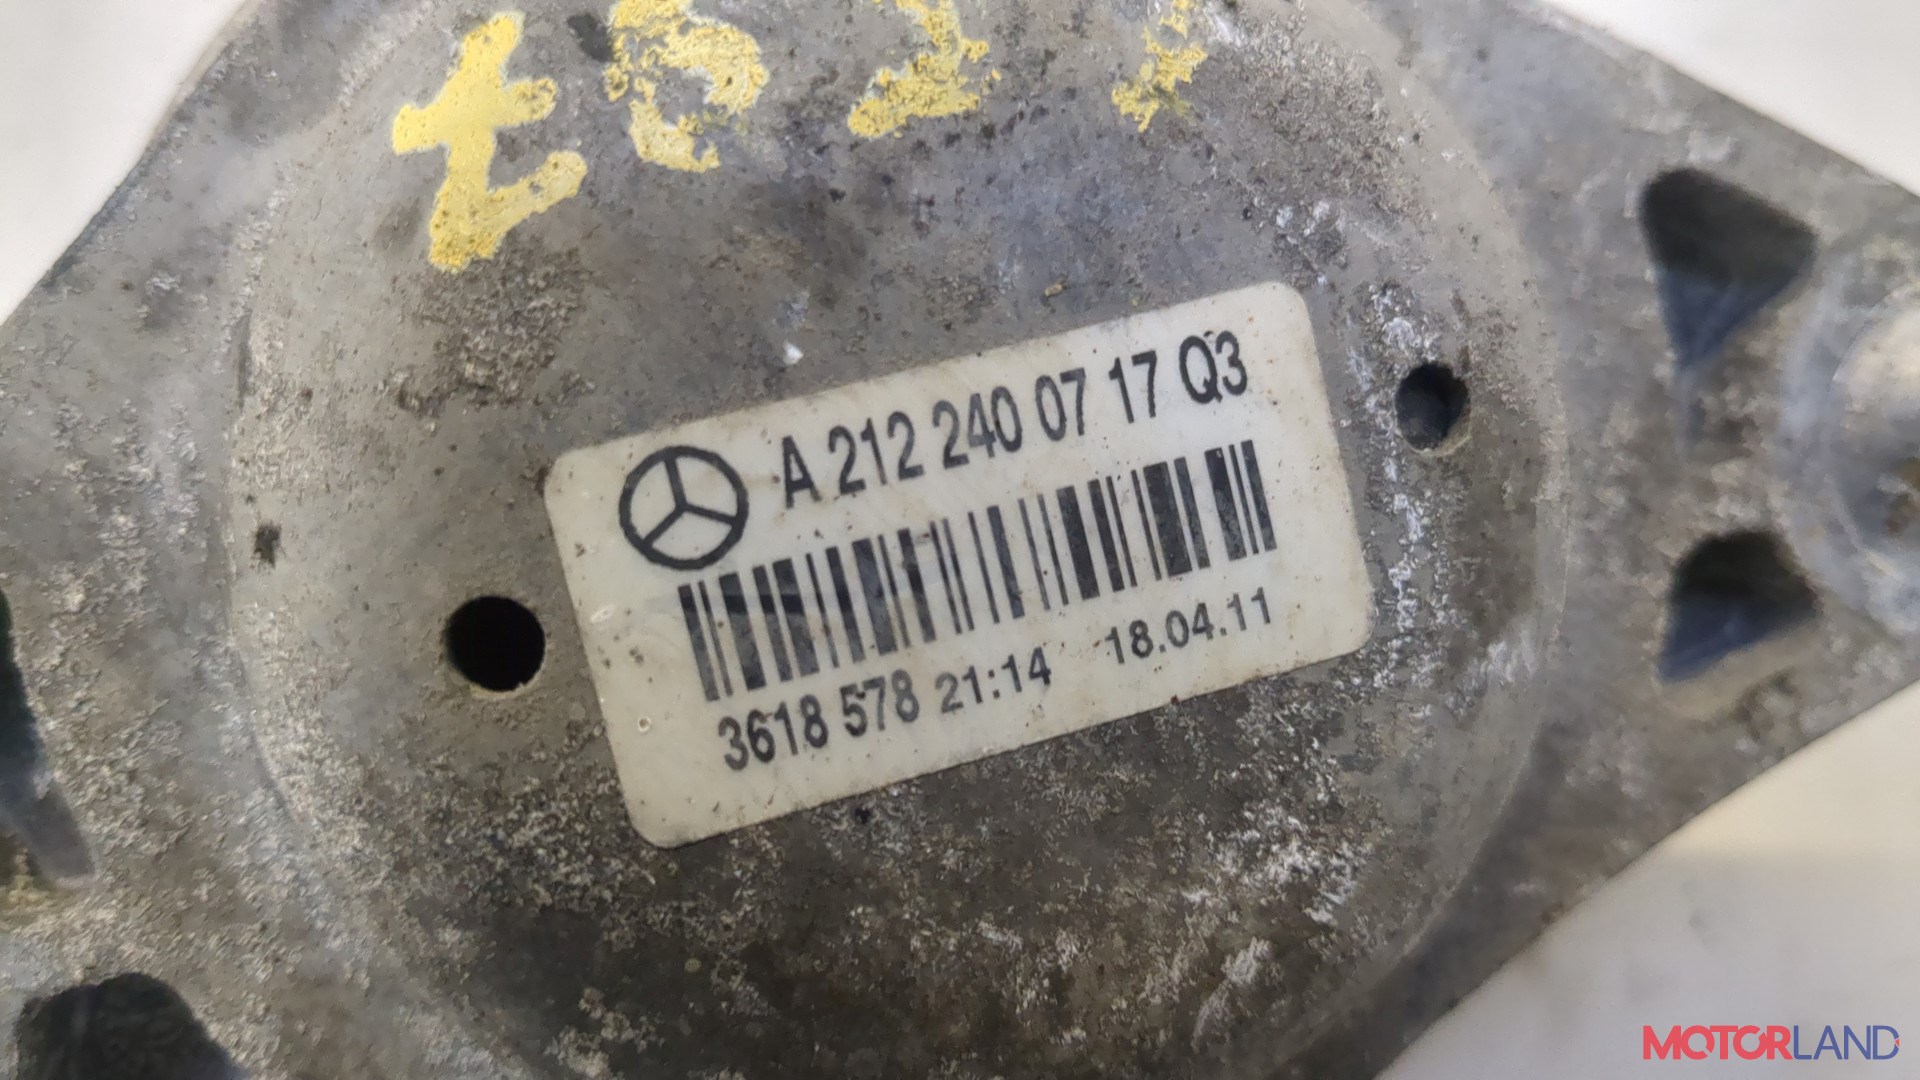 A 212 240 07 17 Q3
3618 578 21:14 18.04.11
MOTORLAND